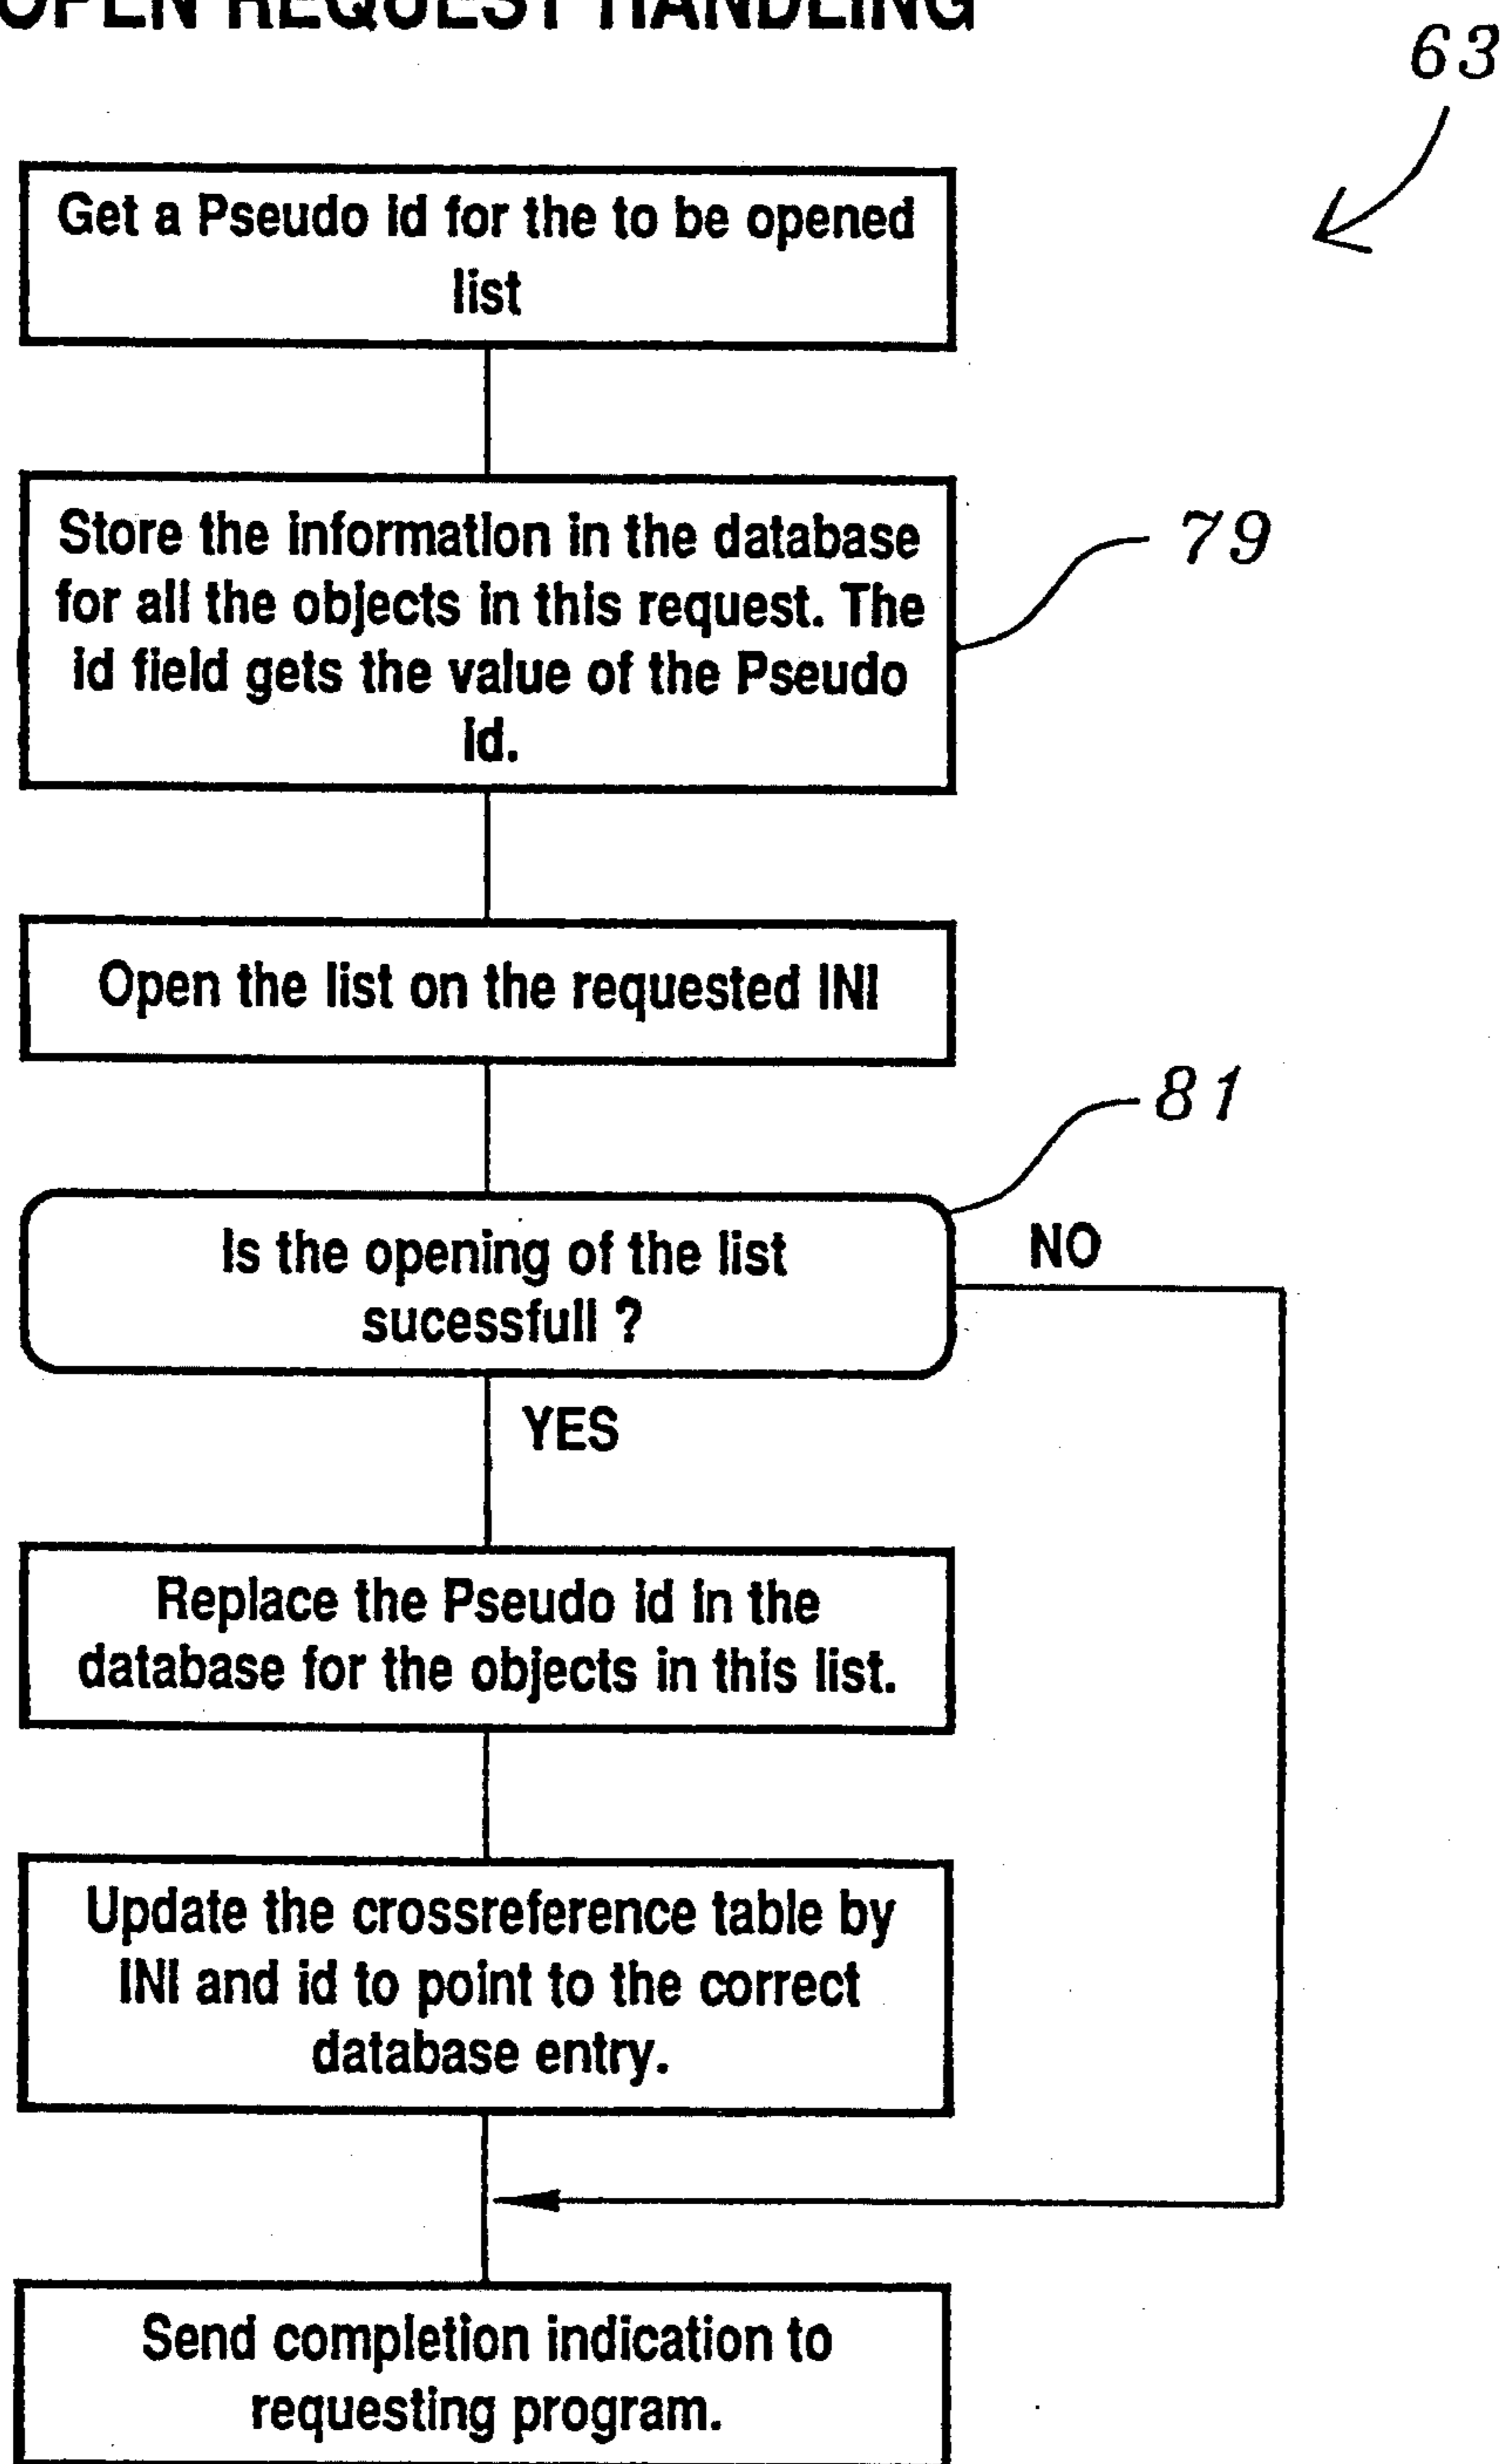 OPEN REQUEST HANDLING
63
Get a Pseudo id for the to be opened
list
Store the information in the database
for all the objects in this request. The
id field gets the value of the Pseudo
id.
79
Open the list on the requested INI
81
Is the opening of the list
sucessfull ?
NO
YES
Replace the Pseudo id in the
database for the objects in this list.
Update the crossreference table by
INI and id to point to the correct
database entry.
Send completion indication to
requesting program.